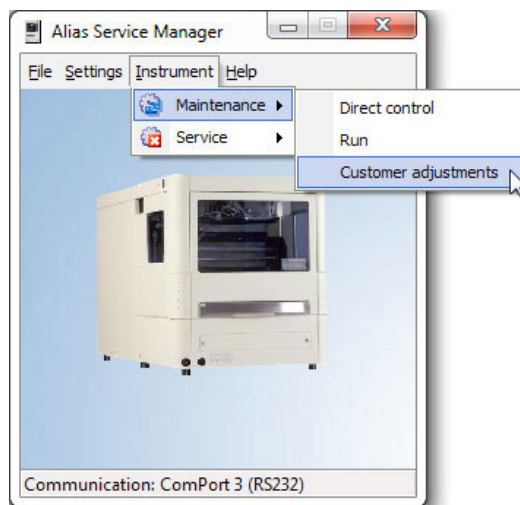 Alias Service Manager
File Settings Instrument Help
Maintenance
Service
Direct control
Run
Customer adjustments
Communication: ComPort 3 (RS232)